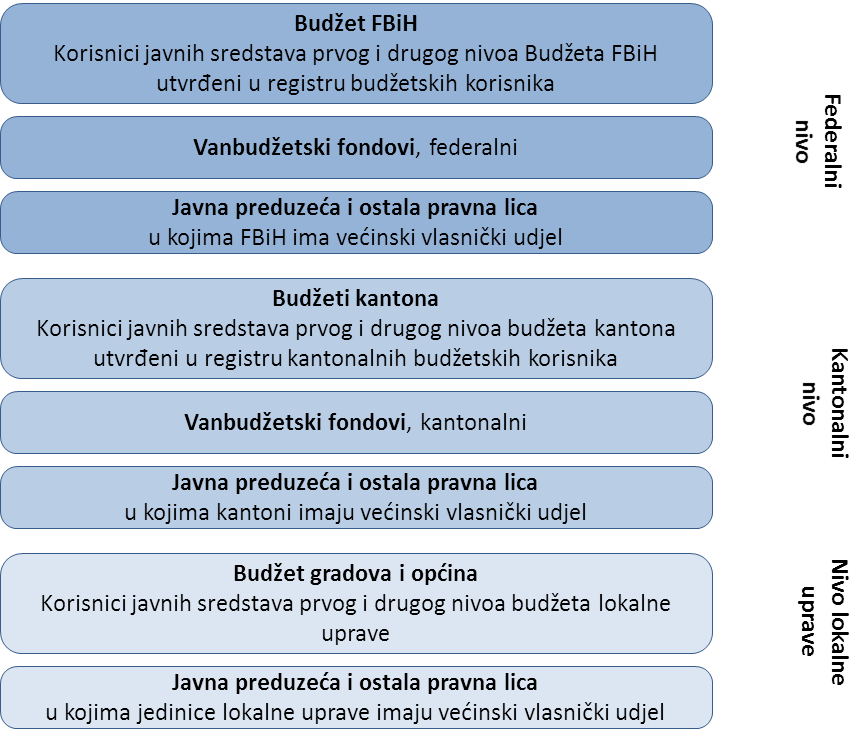 Budžet FBiH
Korisnici javnih sredstava prvog i drugog nivoa Budžeta FBiH
utvrđeni u registru budžetskih korisnika
Vanbudžetski fondovi, federalni
Javna preduzeća i ostala pravna lica
u kojima FBiH ima većinski vlasnički udjel
Federalni
nivo
Budžeti kantona
Korisnici javnih sredstava prvog i drugog nivoa budžeta kantona
utvrđeni u registru kantonalnih budžetskih korisnika
Vanbudžetski fondovi, kantonalni
Javna preduzeća i ostala pravna lica
u kojima kantoni imaju većinski vlasnički udjel
Kantonalni
nivo
Budžet gradova i općina
Korisnici javnih sredstava prvog i drugog nivoa budžeta lokalne
uprave
Javna preduzeća i ostala pravna lica
u kojima jedinice lokalne uprave imaju većinski vlasnički udjel
Nivo lokalne
uprave